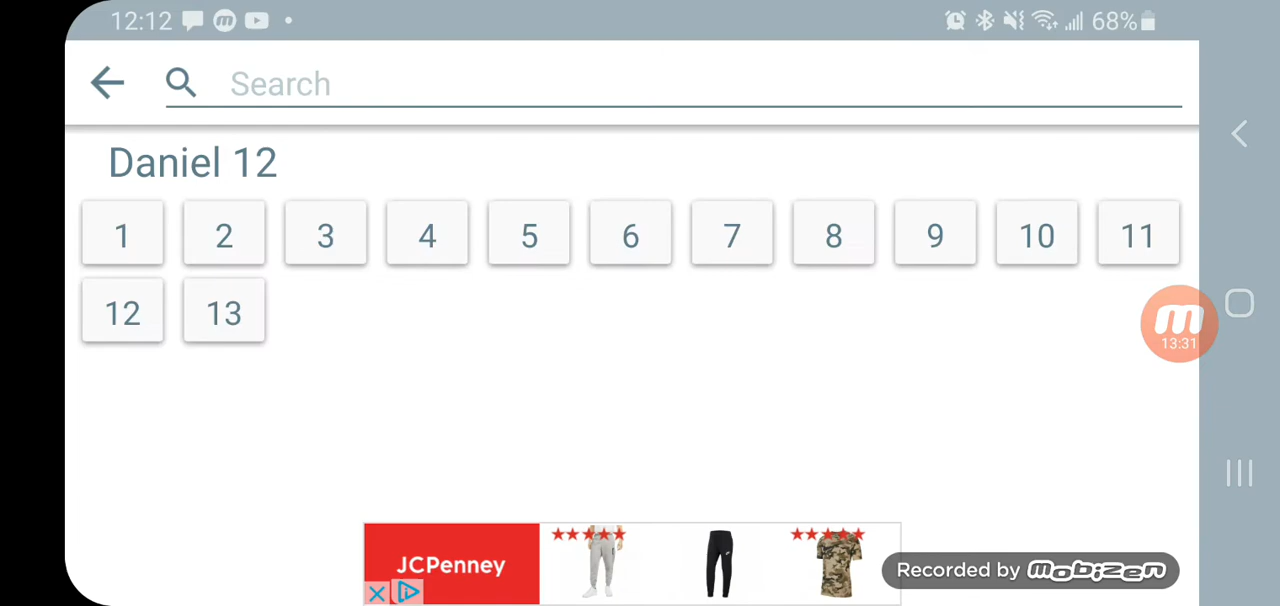 12:12
68%
Search
Daniel 12
1 2 3 4 5 6 7 8 9 10 11
12 13
m
13:31
JCPenney
Recorded by mobizen